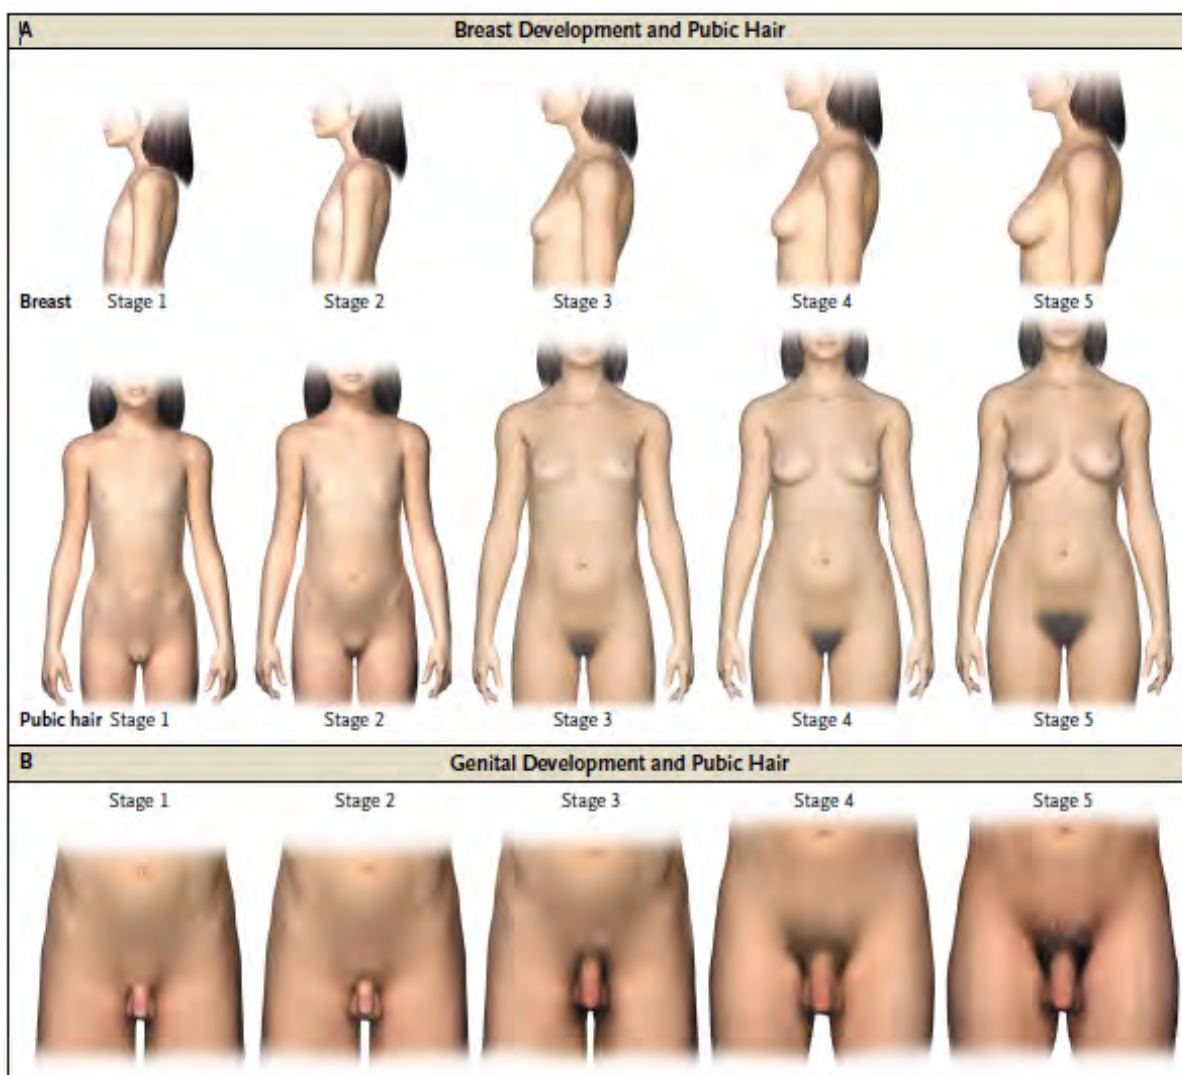 A Breast Development and Pubic Hair
Breast Stage 1 Stage 2 Stage 3 Stage 4 Stage 5
Pubic hair Stage 1 Stage 2 Stage 3 Stage 4 Stage 5
B Genital Development and Pubic Hair
Stage 1 Stage 2 Stage 3 Stage 4 Stage 5